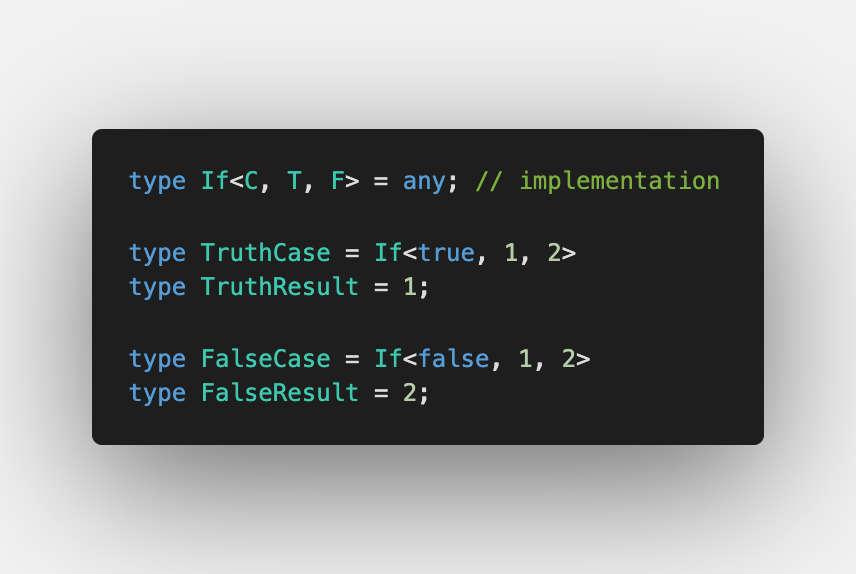 type If<C, T, F> = any; // implementation
type TruthCase = If<true, 1, 2>
type TruthResult = 1;
type FalseCase = If<false, 1, 2>
type FalseResult = 2;